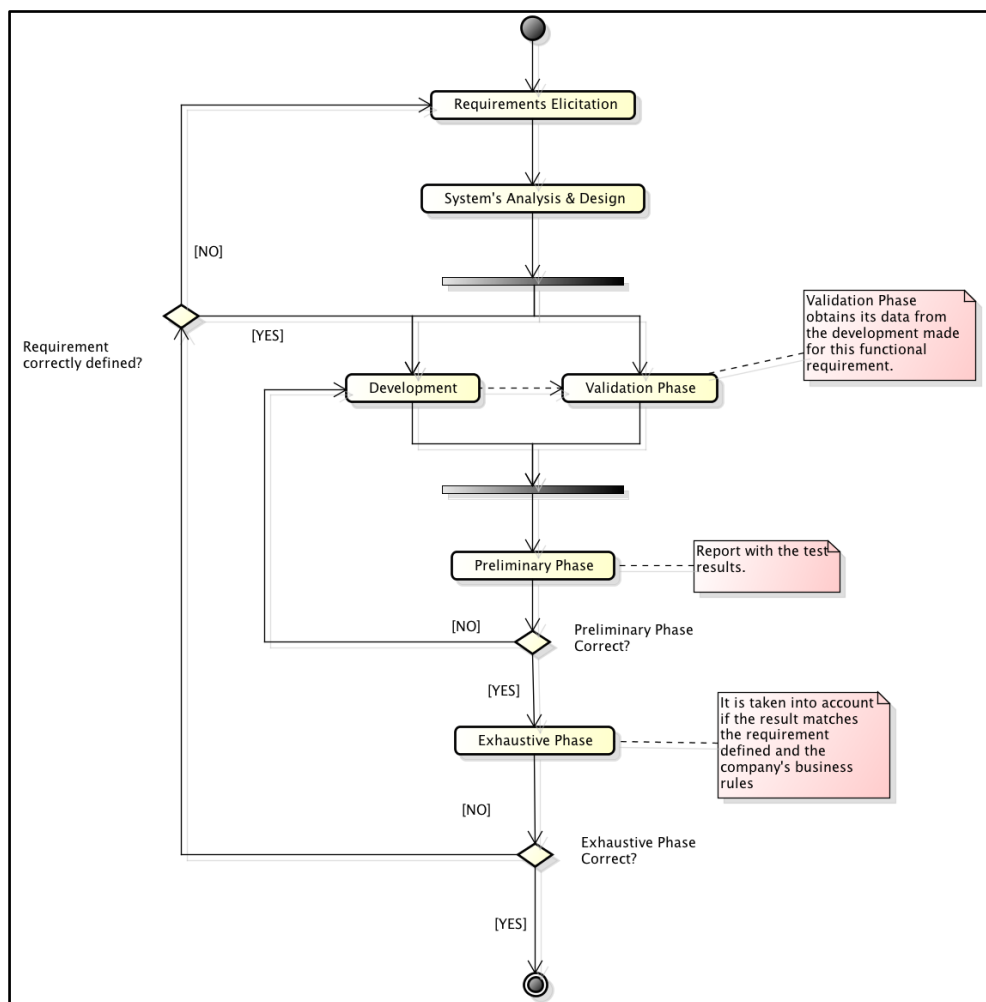 Requirements Elicitation
System's Analysis & Design
[NO]
Validation Phase
obtains its data from
the development made
for this functional
requirement.
[YES]
Requirement
correctly defined?
Development
Validation Phase
Preliminary Phase
Report with the test
results.
[NO]
Preliminary Phase
Correct?
[YES]
It is taken into account
if the result matches
the requirement
defined and the
company's business
rules
Exhaustive Phase
[NO]
Exhaustive Phase
Correct?
[YES]